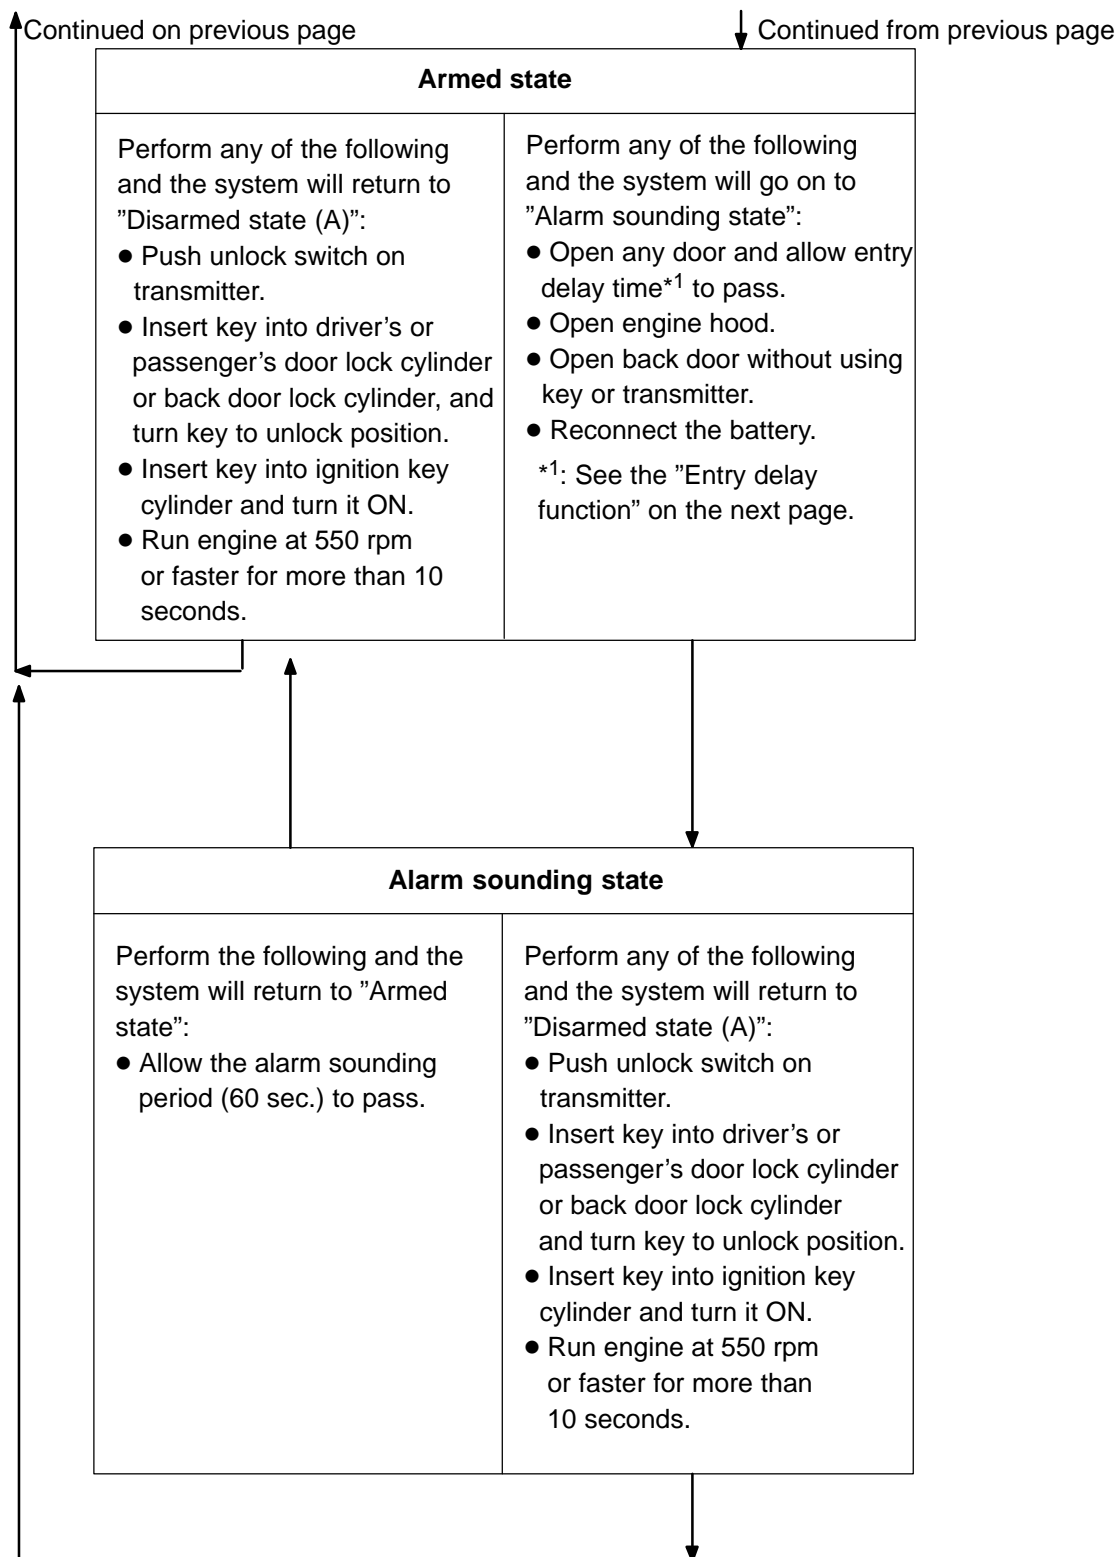 Continued on previous page
Continued from previous page
Armed state
Perform any of the following
and the system will return to
”Disarmed state (A)”:
● Push unlock switch on
transmitter.
● Insert key into driver’s or
passenger’s door lock cylinder
or back door lock cylinder, and
turn key to unlock position.
● Insert key into ignition key
cylinder and turn it ON.
● Run engine at 550 rpm
or faster for more than 10
seconds.
Perform any of the following
and the system will go on to
”Alarm sounding state”:
● Open any door and allow entry
delay time*1 to pass.
● Open engine hood.
● Open back door without using
key or transmitter.
● Reconnect the battery.
*1: See the ”Entry delay
function” on the next page.
Alarm sounding state
Perform the following and the
system will return to ”Armed
state”:
● Allow the alarm sounding
period (60 sec.) to pass.
Perform any of the following
and the system will return to
”Disarmed state (A)”:
● Push unlock switch on
transmitter.
● Insert key into driver’s or
passenger’s door lock cylinder
or back door lock cylinder
and turn key to unlock position.
● Insert key into ignition key
cylinder and turn it ON.
● Run engine at 550 rpm
or faster for more than
10 seconds.